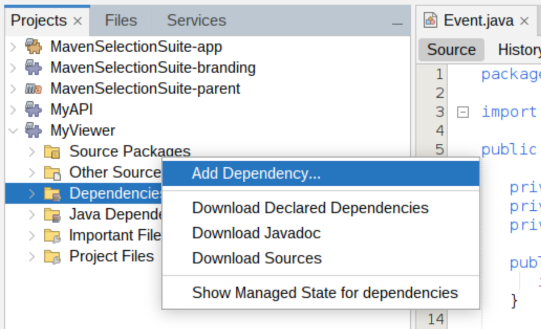 Projects × Files Services
Event.java ×
MavenSelectionSuite-app
MavenSelectionSuite-branding
MavenSelectionSuite-parent
MyAPI
MyViewer
Source Packages
Other Source
Dependencies
Java Depende
Important File
Project Files
Add Dependency...
Download Declared Dependencies
Download Javadoc
Download Sources
Show Managed State for dependencies
Source History
1 package
2
3 import
4
5 public
priv
priv
priv
publ
}
14